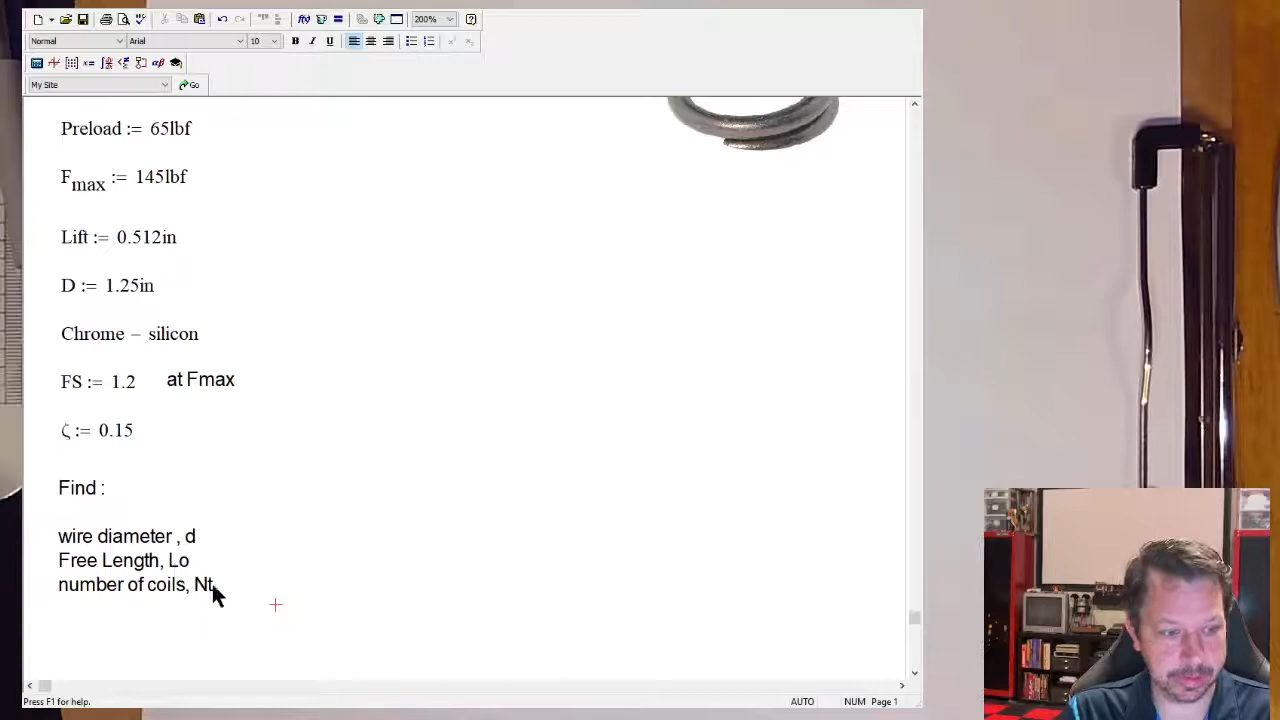 200%
Normal
Arial
10
B I U
My Site
Go
Preload := 65lbf
Fmax := 145lbf
Lift := 0.512in
D := 1.25in
Chrome − silicon
FS := 1.2 at Fmax
ζ := 0.15
Find :
wire diameter , d
Free Length, Lo
number of coils, Nt
Press F1 for help.
AUTO
NUM Page 1